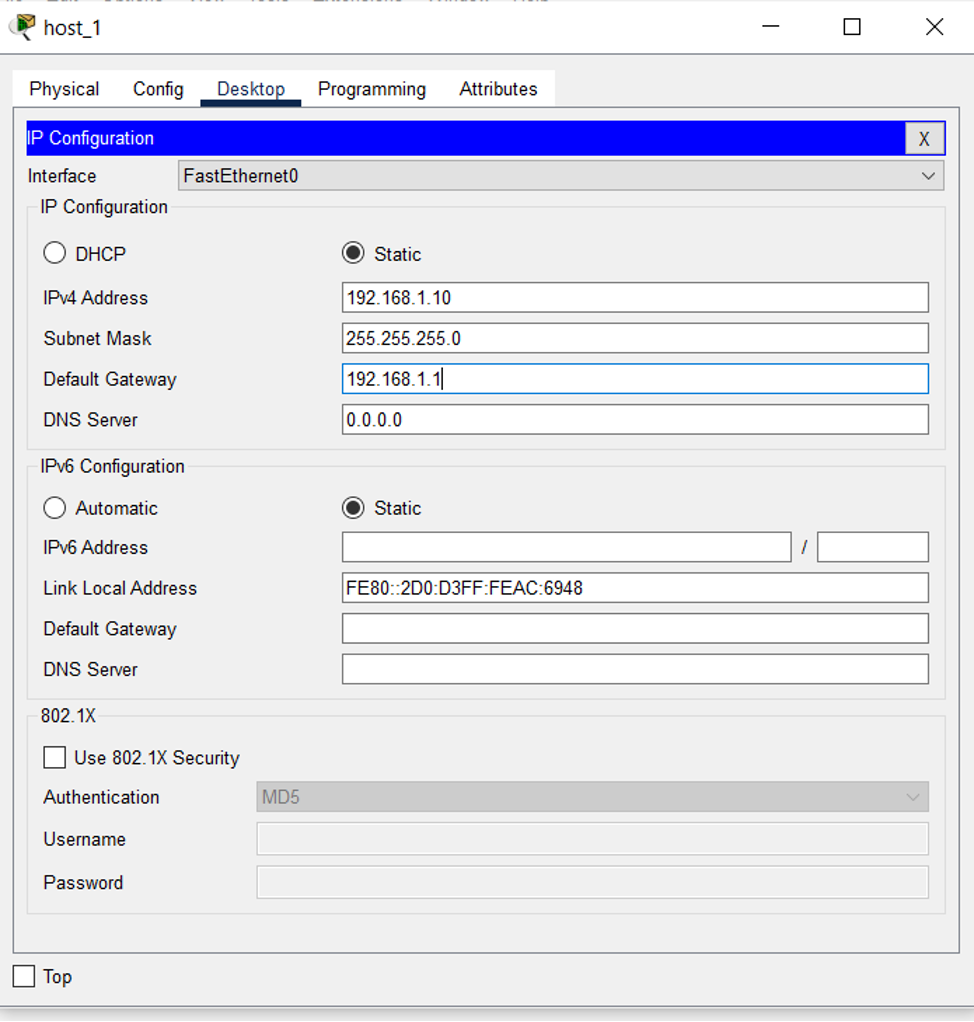 host_1
Physical Config Desktop Programming Attributes
IP Configuration X
Interface FastEthernet0
IP Configuration
DHCP Static
IPv4 Address 192.168.1.10
Subnet Mask 255.255.255.0
Default Gateway 192.168.1.1
DNS Server 0.0.0.0
IPv6 Configuration
Automatic Static
IPv6 Address /
Link Local Address FE80::2D0:D3FF:FEAC:6948
Default Gateway
DNS Server
802.1X
Use 802.1X Security
Authentication MD5
Username
Password
Top